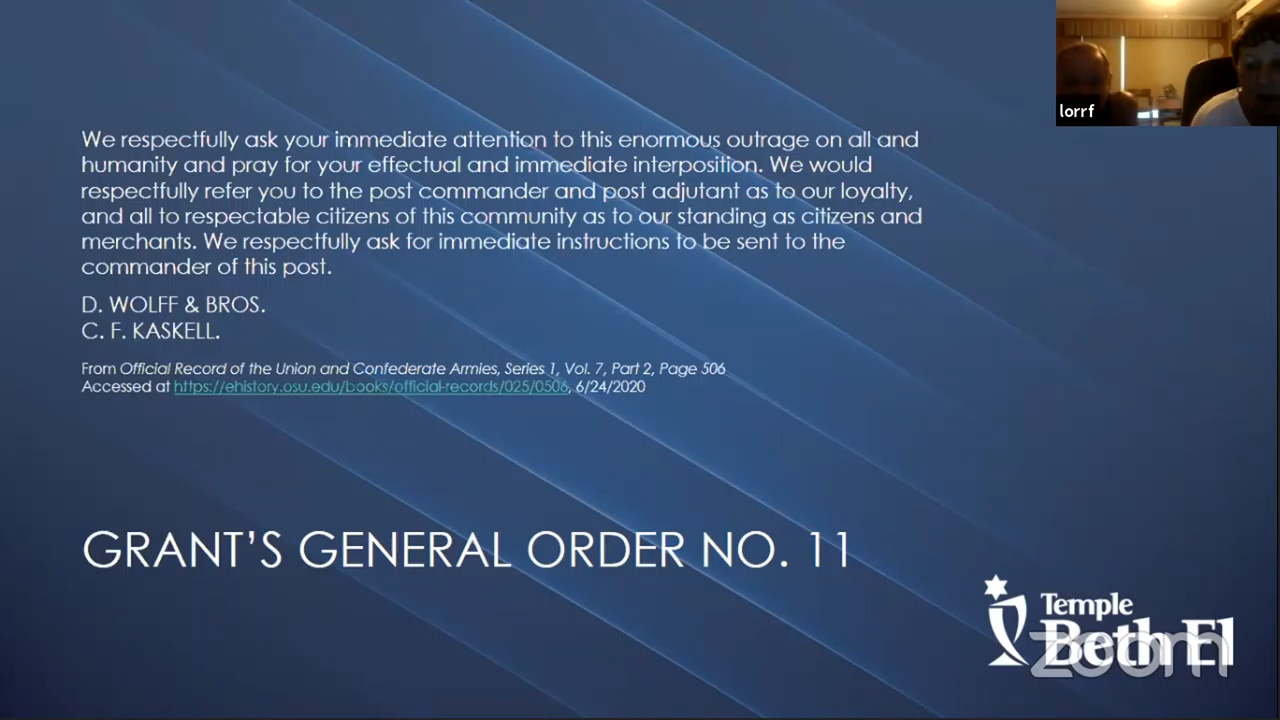 lorrf
We respectfully ask your immediate attention to this enormous outrage on all and
humanity and pray for your effectual and immediate interposition. We would
respectfully refer you to the post commander and post adjutant as to our loyalty,
and all to respectable citizens of this community as to our standing as citizens and
merchants. We respectfully ask for immediate instructions to be sent to the
commander of this post.
D. WOLFF & BROS.
C. F. KASKELL.
From Official Record of the Union and Confederate Armies, Series 1, Vol. 7, Part 2, Page 506
Accessed at https://ehistory.osu.edu/books/official-records/025/0506, 6/24/2020
GRANT'S GENERAL ORDER NO. 11
Temple
Beth El
zoom